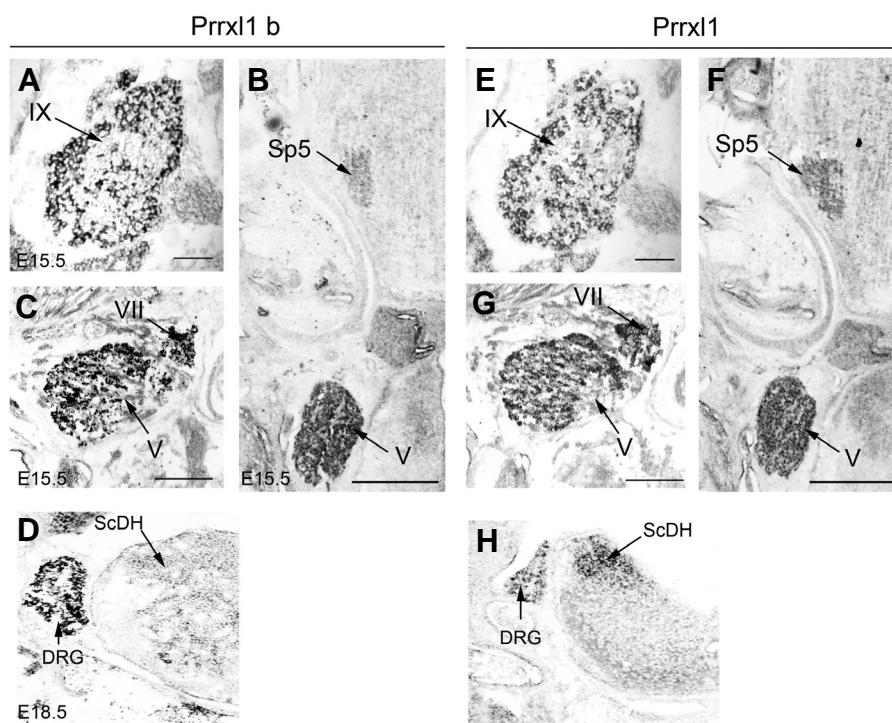 Prrxl1 b
Prrxl1
A
IX
E15.5
B
Sp5
V
E15.5
C
VII
V
E15.5
D
ScDH
DRG
E18.5
E
IX
F
Sp5
V
G
VII
V
H
ScDH
DRG